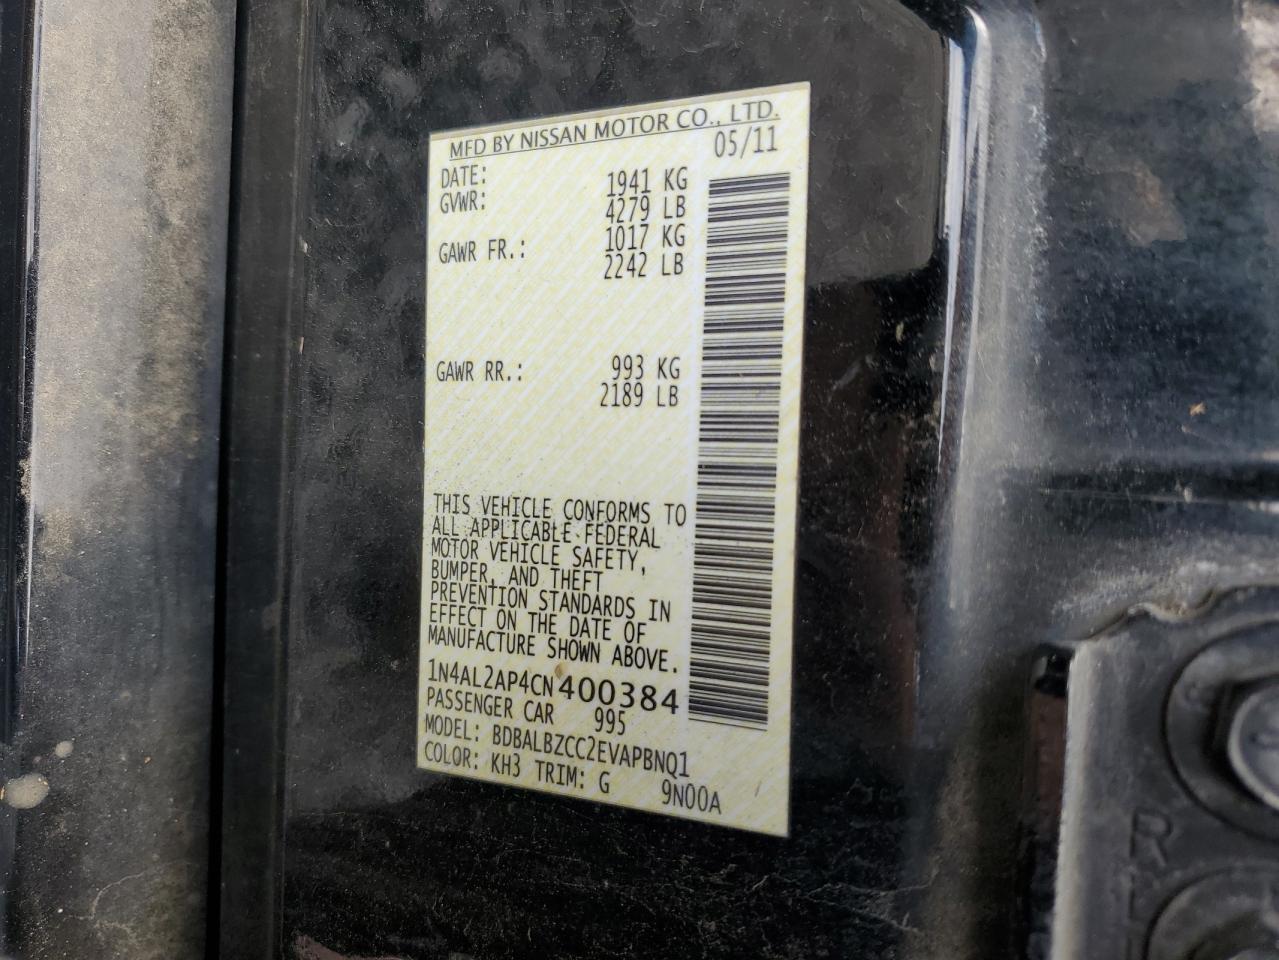 MFD BY NISSAN MOTOR CO., LTD.
DATE: 05/11
GVWR: 1941 KG
4279 LB
GAWR FR.: 1017 KG
2242 LB
GAWR RR.: 993 KG
2189 LB
THIS VEHICLE CONFORMS TO
ALL APPLICABLE FEDERAL
MOTOR VEHICLE SAFETY,
BUMPER, AND THEFT
PREVENTION STANDARDS IN
EFFECT ON THE DATE OF
MANUFACTURE SHOWN ABOVE.
1N4AL2AP4CN400384
PASSENGER CAR 995
MODEL: BDBALBZCC2EVAPBNQ1
COLOR: KH3 TRIM: G 9N00A
R